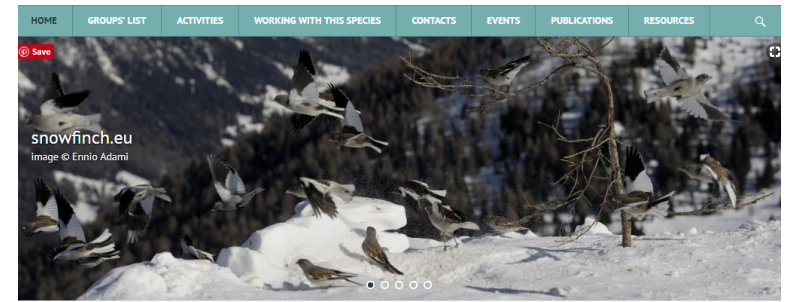 HOME GROUPS' LIST ACTIVITIES WORKING WITH THIS SPECIES CONTACTS EVENTS PUBLICATIONS RESOURCES
Save
snowfinch.eu
image © Ennio Adami